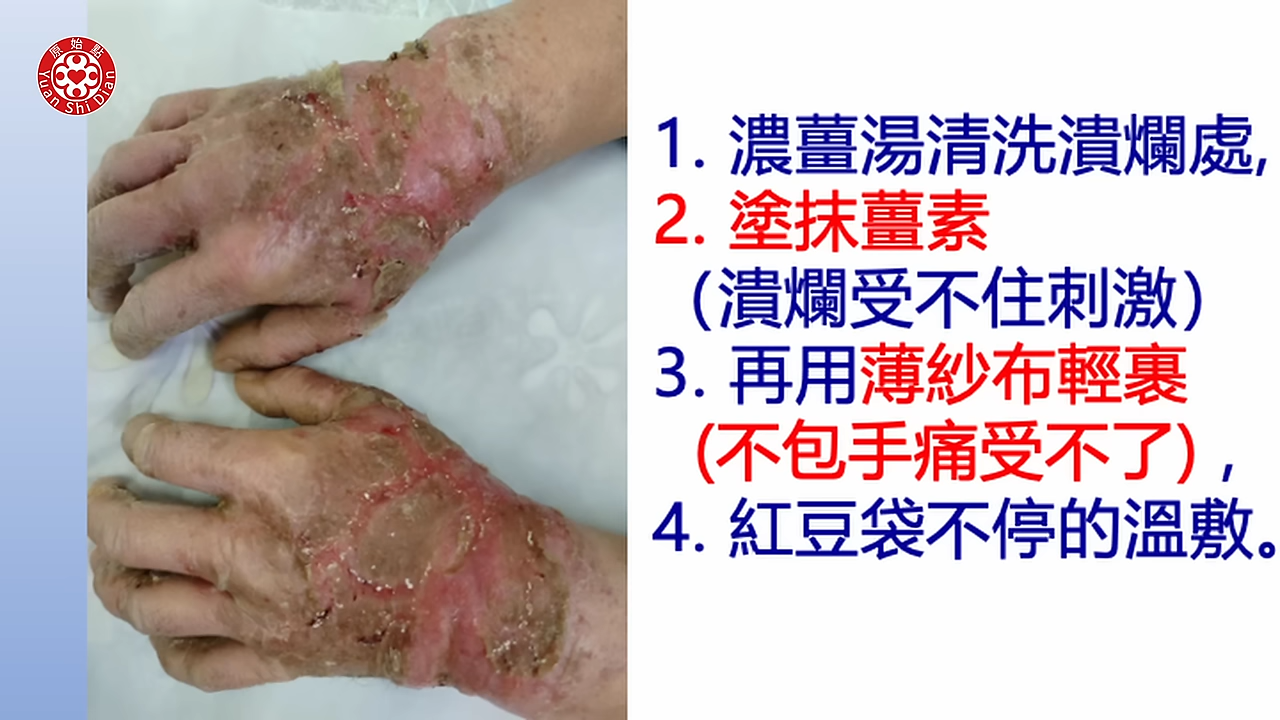 原始點
Yuan Shi Dian
1. 濃薑湯清洗潰爛處,
2. 塗抹薑素
(潰爛受不住刺激)
3. 再用薄紗布輕裹
(不包手痛受不了),
4. 紅豆袋不停的溫敷。